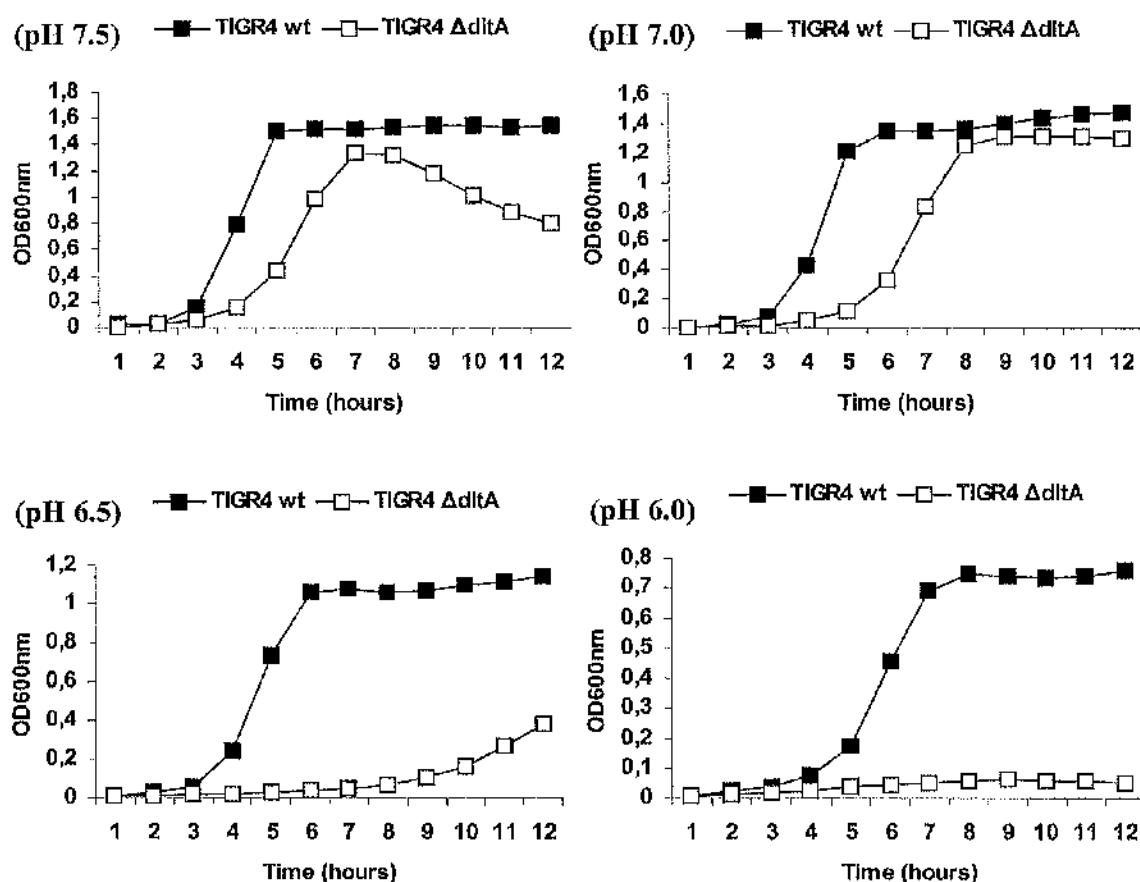 (pH 7.5) TIGR4 wt TIGR4 ΔdltA
1,8
1,6
1,4
1,2
1
0,8
0,6
0,4
0,2
0
OD600nm
1 2 3 4 5 6 7 8 9 10 11 12
Time (hours)
(pH 7.0) TIGR4 wt TIGR4 ΔdltA
1,6
1,4
1,2
1
0,8
0,6
0,4
0,2
0
OD600nm
1 2 3 4 5 6 7 8 9 10 11 12
Time (hours)
(pH 6.5) TIGR4 wt TIGR4 ΔdltA
1,2
1
0,8
0,6
0,4
0,2
0
OD600nm
1 2 3 4 5 6 7 8 9 10 11 12
Time (hours)
(pH 6.0) TIGR4 wt TIGR4 ΔdltA
0,8
0,7
0,6
0,5
0,4
0,3
0,2
0,1
0
OD600nm
1 2 3 4 5 6 7 8 9 10 11 12
Time (hours)